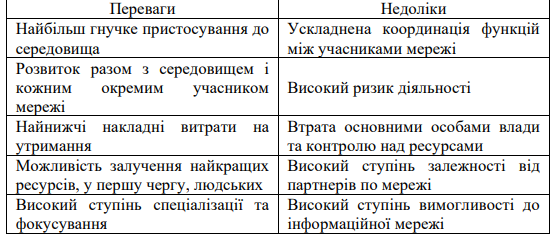 Переваги
Недоліки
Найбільш гнучке пристосування до
середовища
Ускладнена координація функцій
між учасниками мережі
Розвиток разом з середовищем і
кожним окремим учасником
мережі
Високий ризик діяльності
Найнижчі накладні витрати на
утримання
Втрата основними особами влади
та контролю над ресурсами
Можливість залучення найкращих
ресурсів, у першу чергу, людських
Високий ступінь залежності від
партнерів по мережі
Високий ступінь спеціалізації та
фокусування
Високий ступінь вимогливості до
інформаційної мережі